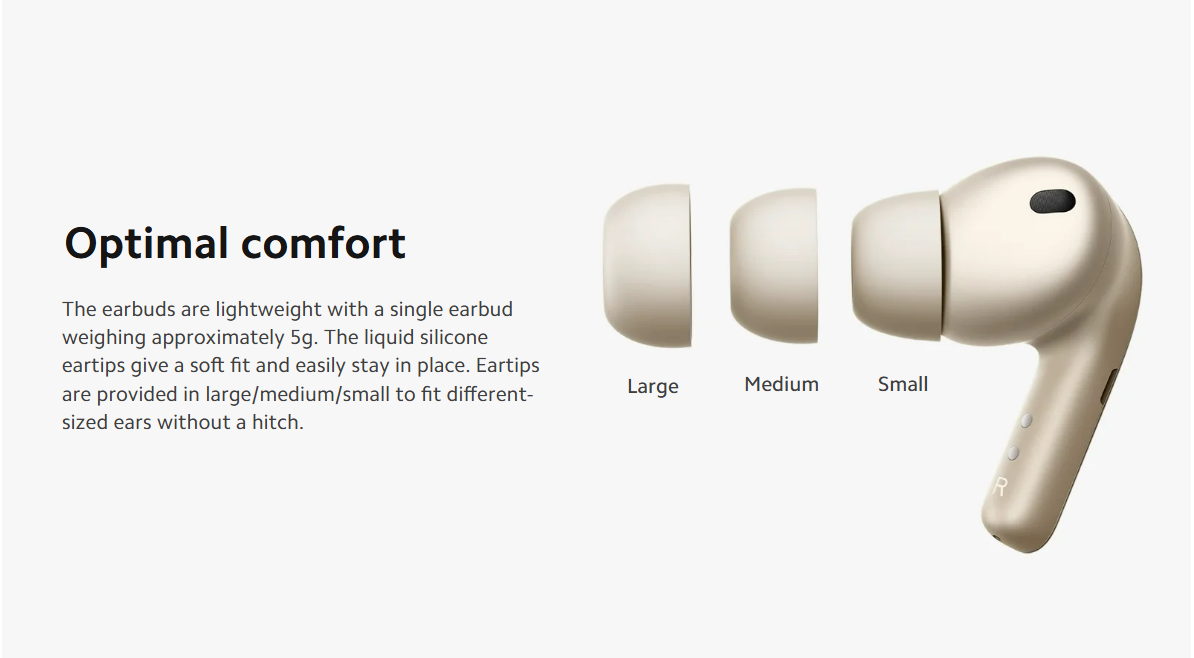 Optimal comfort
The earbuds are lightweight with a single earbud
weighing approximately 5g. The liquid silicone
eartips give a soft fit and easily stay in place. Eartips
are provided in large/medium/small to fit different-
sized ears without a hitch.
Large
Medium
Small
R